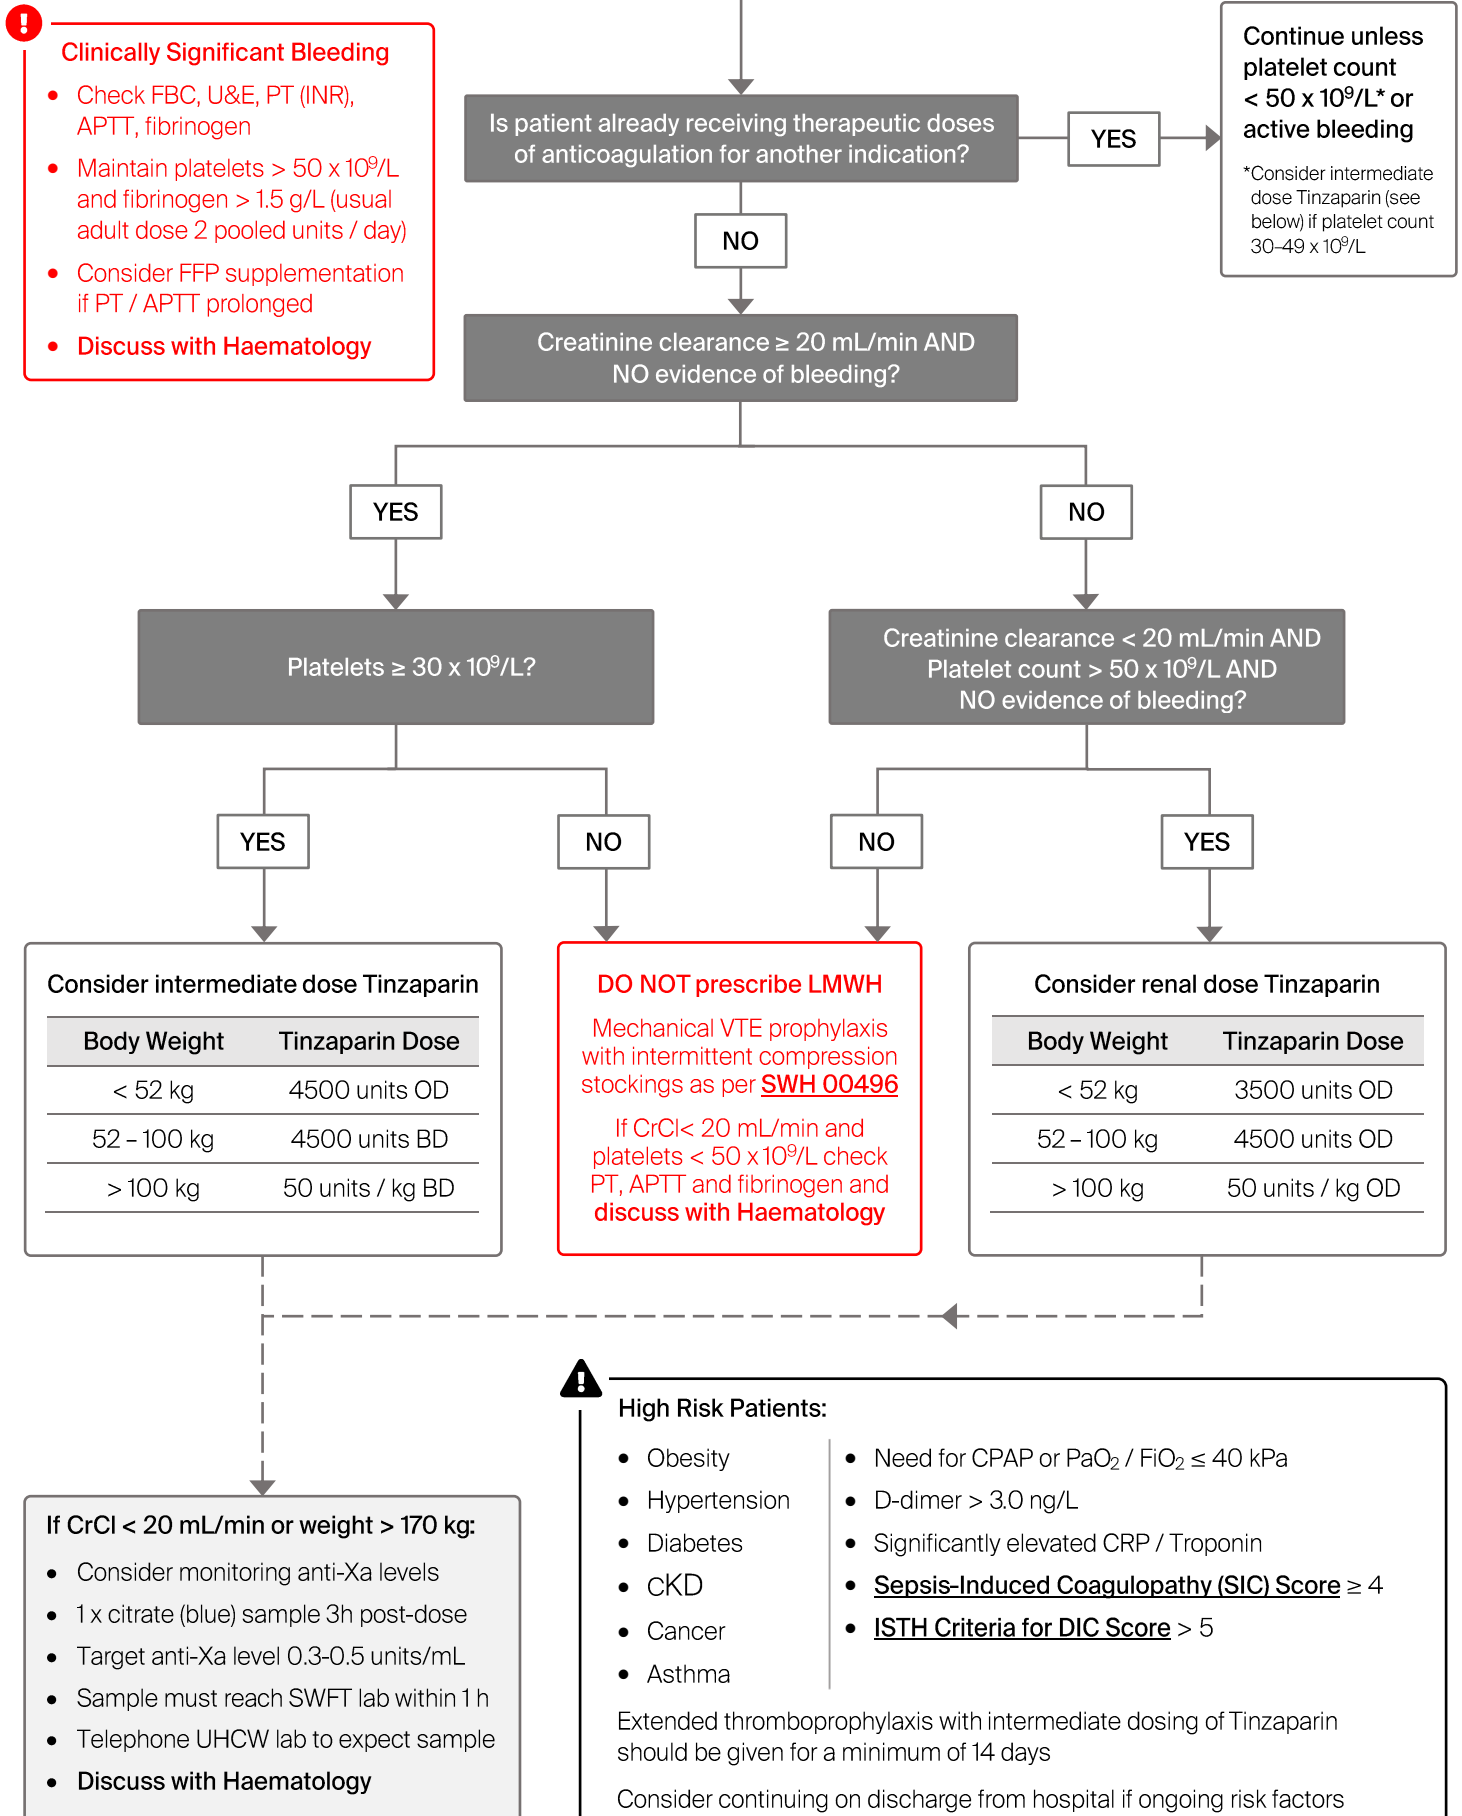 Clinically Significant Bleeding
• Check FBC, U&E, PT (INR),
APTT, fibrinogen
• Maintain platelets > 50 x 10⁹/L
and fibrinogen > 1.5 g/L (usual
adult dose 2 pooled units / day)
• Consider FFP supplementation
if PT / APTT prolonged
• Discuss with Haematology
Is patient already receiving therapeutic doses
of anticoagulation for another indication?
YES
Continue unless
platelet count
< 50 x 10⁹/L* or
active bleeding
*Consider intermediate
dose Tinzaparin (see
below) if platelet count
30–49 x 10⁹/L
NO
Creatinine clearance ≥ 20 mL/min AND
NO evidence of bleeding?
YES
NO
Platelets ≥ 30 x 10⁹/L?
Creatinine clearance < 20 mL/min AND
Platelet count > 50 x 10⁹/L AND
NO evidence of bleeding?
YES
NO
NO
YES
Consider intermediate dose Tinzaparin
Body Weight Tinzaparin Dose
< 52 kg 4500 units OD
52 – 100 kg 4500 units BD
> 100 kg 50 units / kg BD
DO NOT prescribe LMWH
Mechanical VTE prophylaxis
with intermittent compression
stockings as per SWH 00496
If CrCl< 20 mL/min and
platelets < 50 x 10⁹/L check
PT, APTT and fibrinogen and
discuss with Haematology
Consider renal dose Tinzaparin
Body Weight Tinzaparin Dose
< 52 kg 3500 units OD
52 – 100 kg 4500 units OD
> 100 kg 50 units / kg OD
If CrCl < 20 mL/min or weight > 170 kg:
• Consider monitoring anti-Xa levels
• 1 x citrate (blue) sample 3h post-dose
• Target anti-Xa level 0.3-0.5 units/mL
• Sample must reach SWFT lab within 1 h
• Telephone UHCW lab to expect sample
• Discuss with Haematology
High Risk Patients:
• Obesity
• Hypertension
• Diabetes
• CKD
• Cancer
• Asthma
• Need for CPAP or PaO₂ / FiO₂ ≤ 40 kPa
• D-dimer > 3.0 ng/L
• Significantly elevated CRP / Troponin
• Sepsis-Induced Coagulopathy (SIC) Score ≥ 4
• ISTH Criteria for DIC Score > 5
Extended thromboprophylaxis with intermediate dosing of Tinzaparin
should be given for a minimum of 14 days
Consider continuing on discharge from hospital if ongoing risk factors